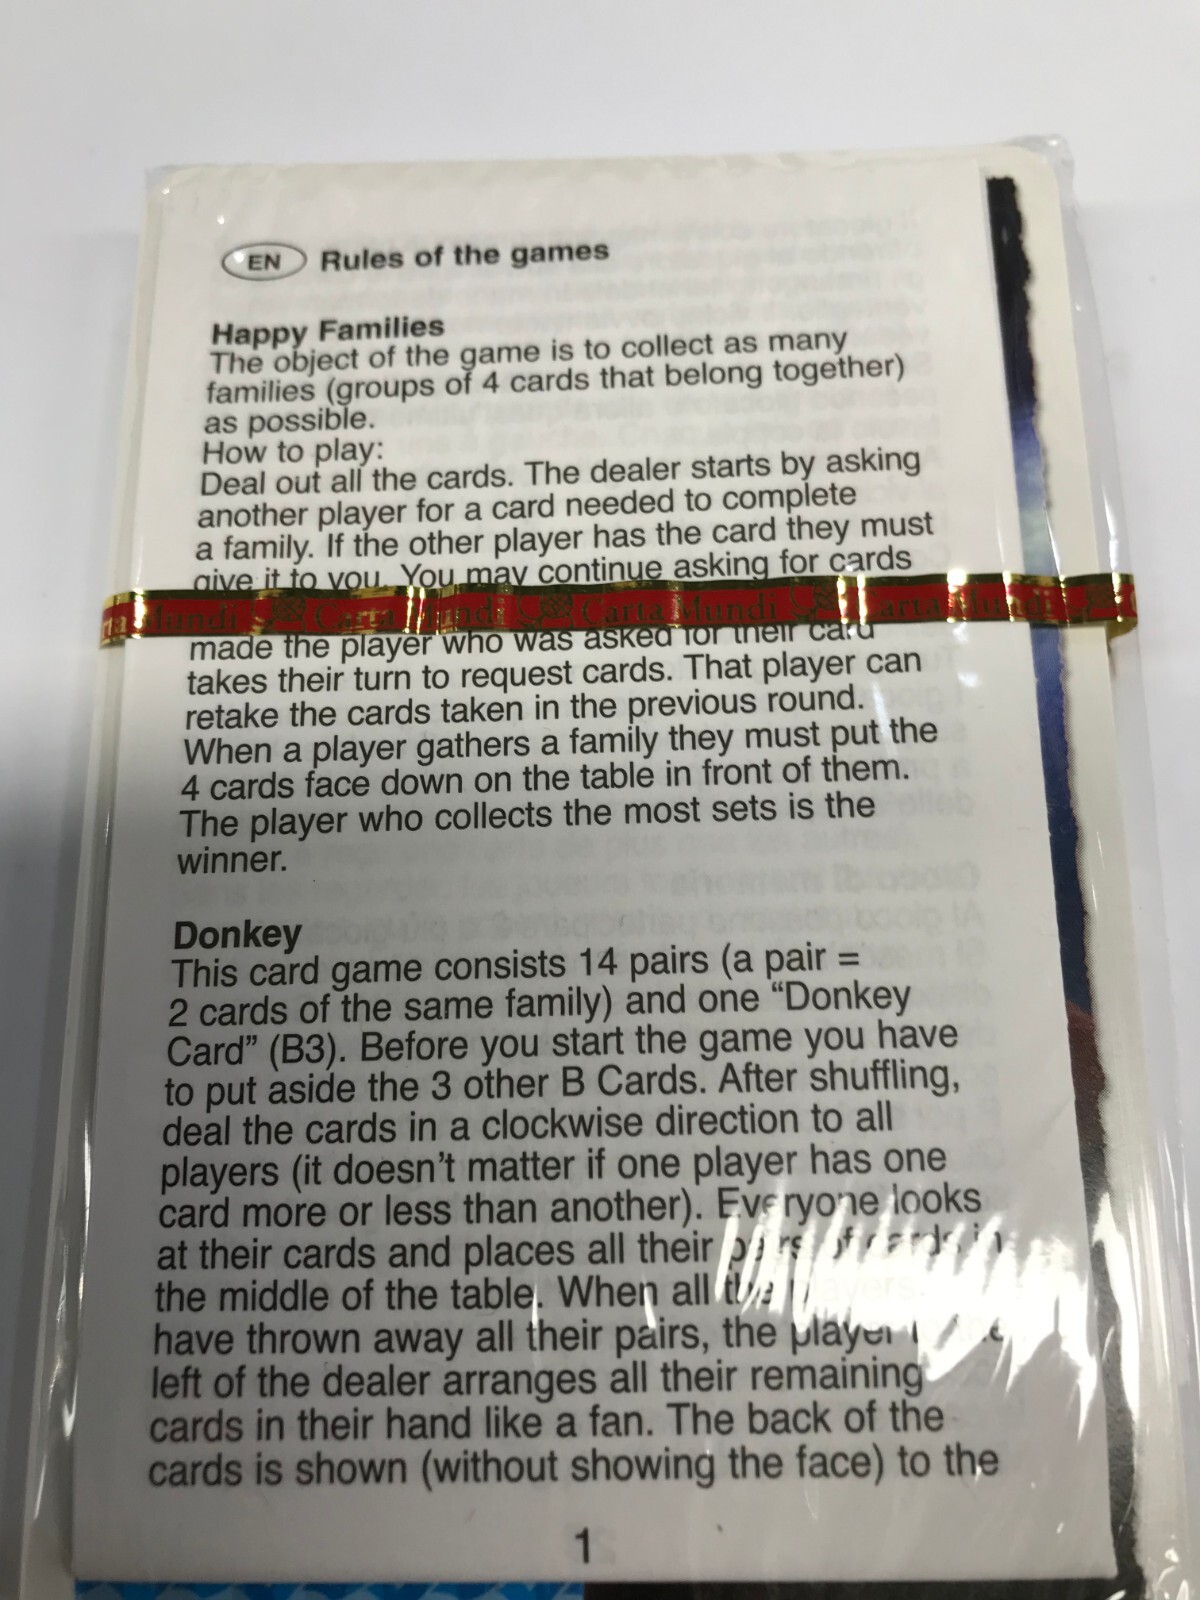 EN Rules of the games
Happy Families
The object of the game is to collect as many
families (groups of 4 cards that belong together)
as possible.
How to play:
Deal out all the cards. The dealer starts by asking
another player for a card needed to complete
a family. If the other player has the card they must
give it to you. You may continue asking for cards
Mundi Carta Mundi Carta Mundi Carta Mundi
made the player who was asked for their card
takes their turn to request cards. That player can
retake the cards taken in the previous round.
When a player gathers a family they must put the
4 cards face down on the table in front of them.
The player who collects the most sets is the
winner.
Donkey
This card game consists 14 pairs (a pair =
2 cards of the same family) and one “Donkey
Card” (B3). Before you start the game you have
to put aside the 3 other B Cards. After shuffling,
deal the cards in a clockwise direction to all
players (it doesn’t matter if one player has one
card more or less than another). Everyone looks
at their cards and places all their pairs of cards in
the middle of the table. When all the players
have thrown away all their pairs, the player to the
left of the dealer arranges all their remaining
cards in their hand like a fan. The back of the
cards is shown (without showing the face) to the
1